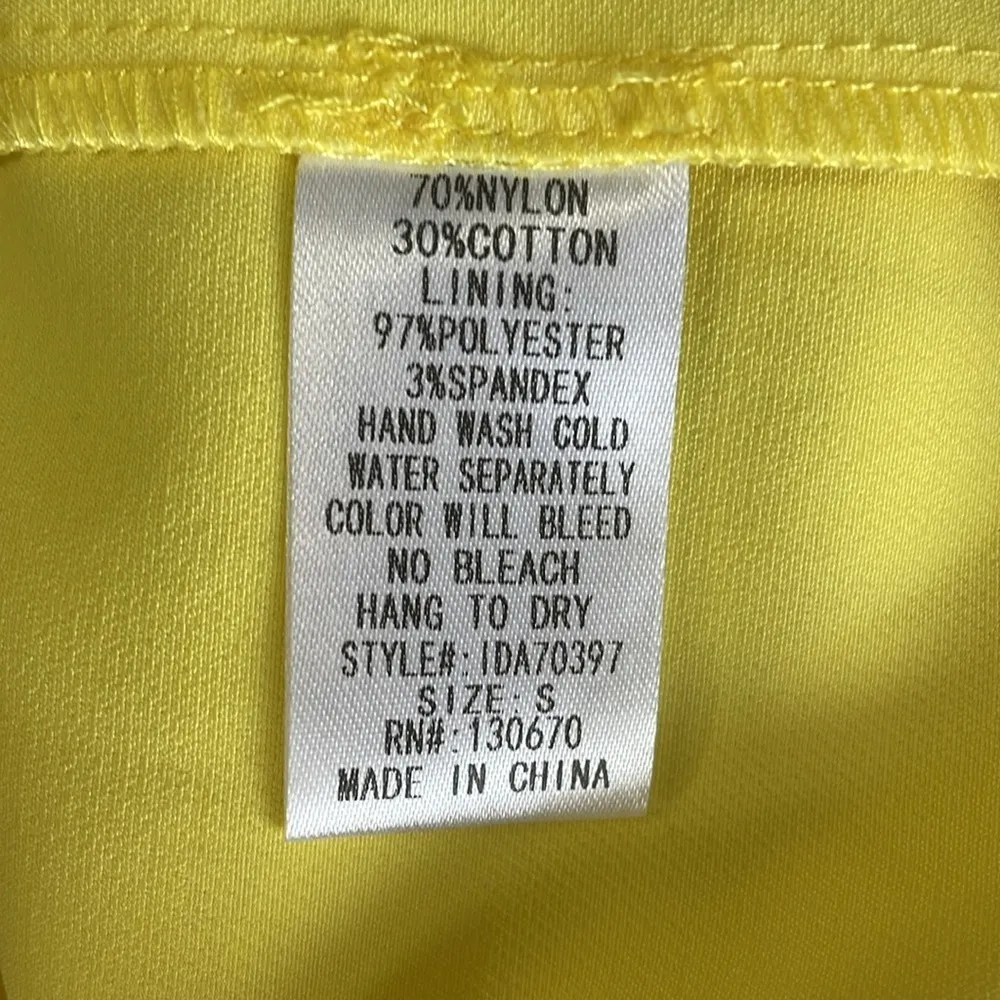 70%NYLON
30%COTTON
LINING:
97%POLYESTER
3%SPANDEX
HAND WASH COLD
WATER SEPARATELY
COLOR WILL BLEED
NO BLEACH
HANG TO DRY
STYLE#:IDA70397
SIZE:S
RN#:130670
MADE IN CHINA